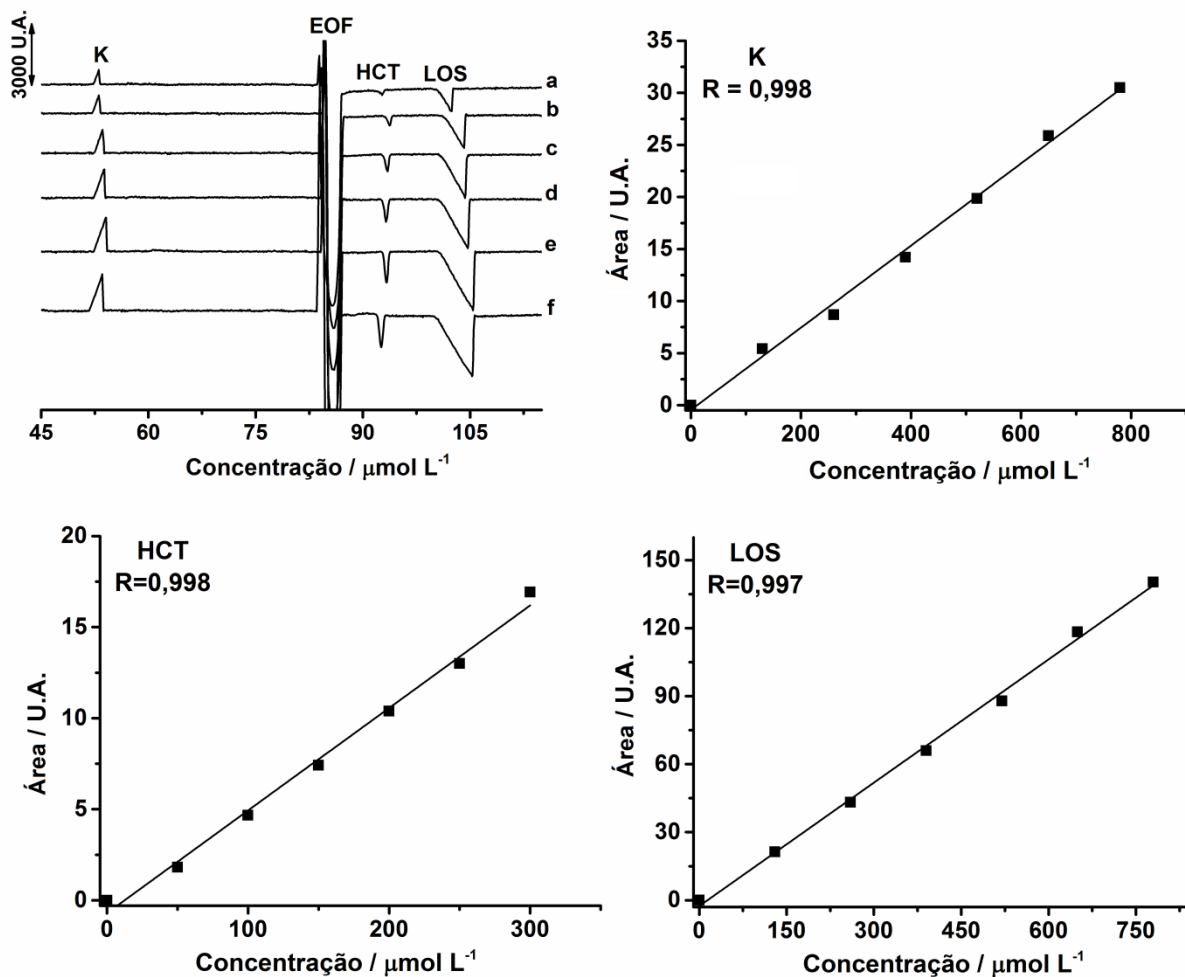 3000 U.A.
K
EOF
HCT
LOS
a
b
c
d
e
f
45
60
75
90
105
Concentração / μmol L⁻¹
K
R = 0,998
Área / U.A.
35
30
25
20
15
10
5
0
0
200
400
600
800
Concentração / μmol L⁻¹
HCT
R=0,998
Área / U.A.
20
15
10
5
0
0
100
200
300
Concentração / μmol L⁻¹
LOS
R=0,997
Área / U.A.
150
120
90
60
30
0
0
150
300
450
600
750
Concentração / μmol L⁻¹